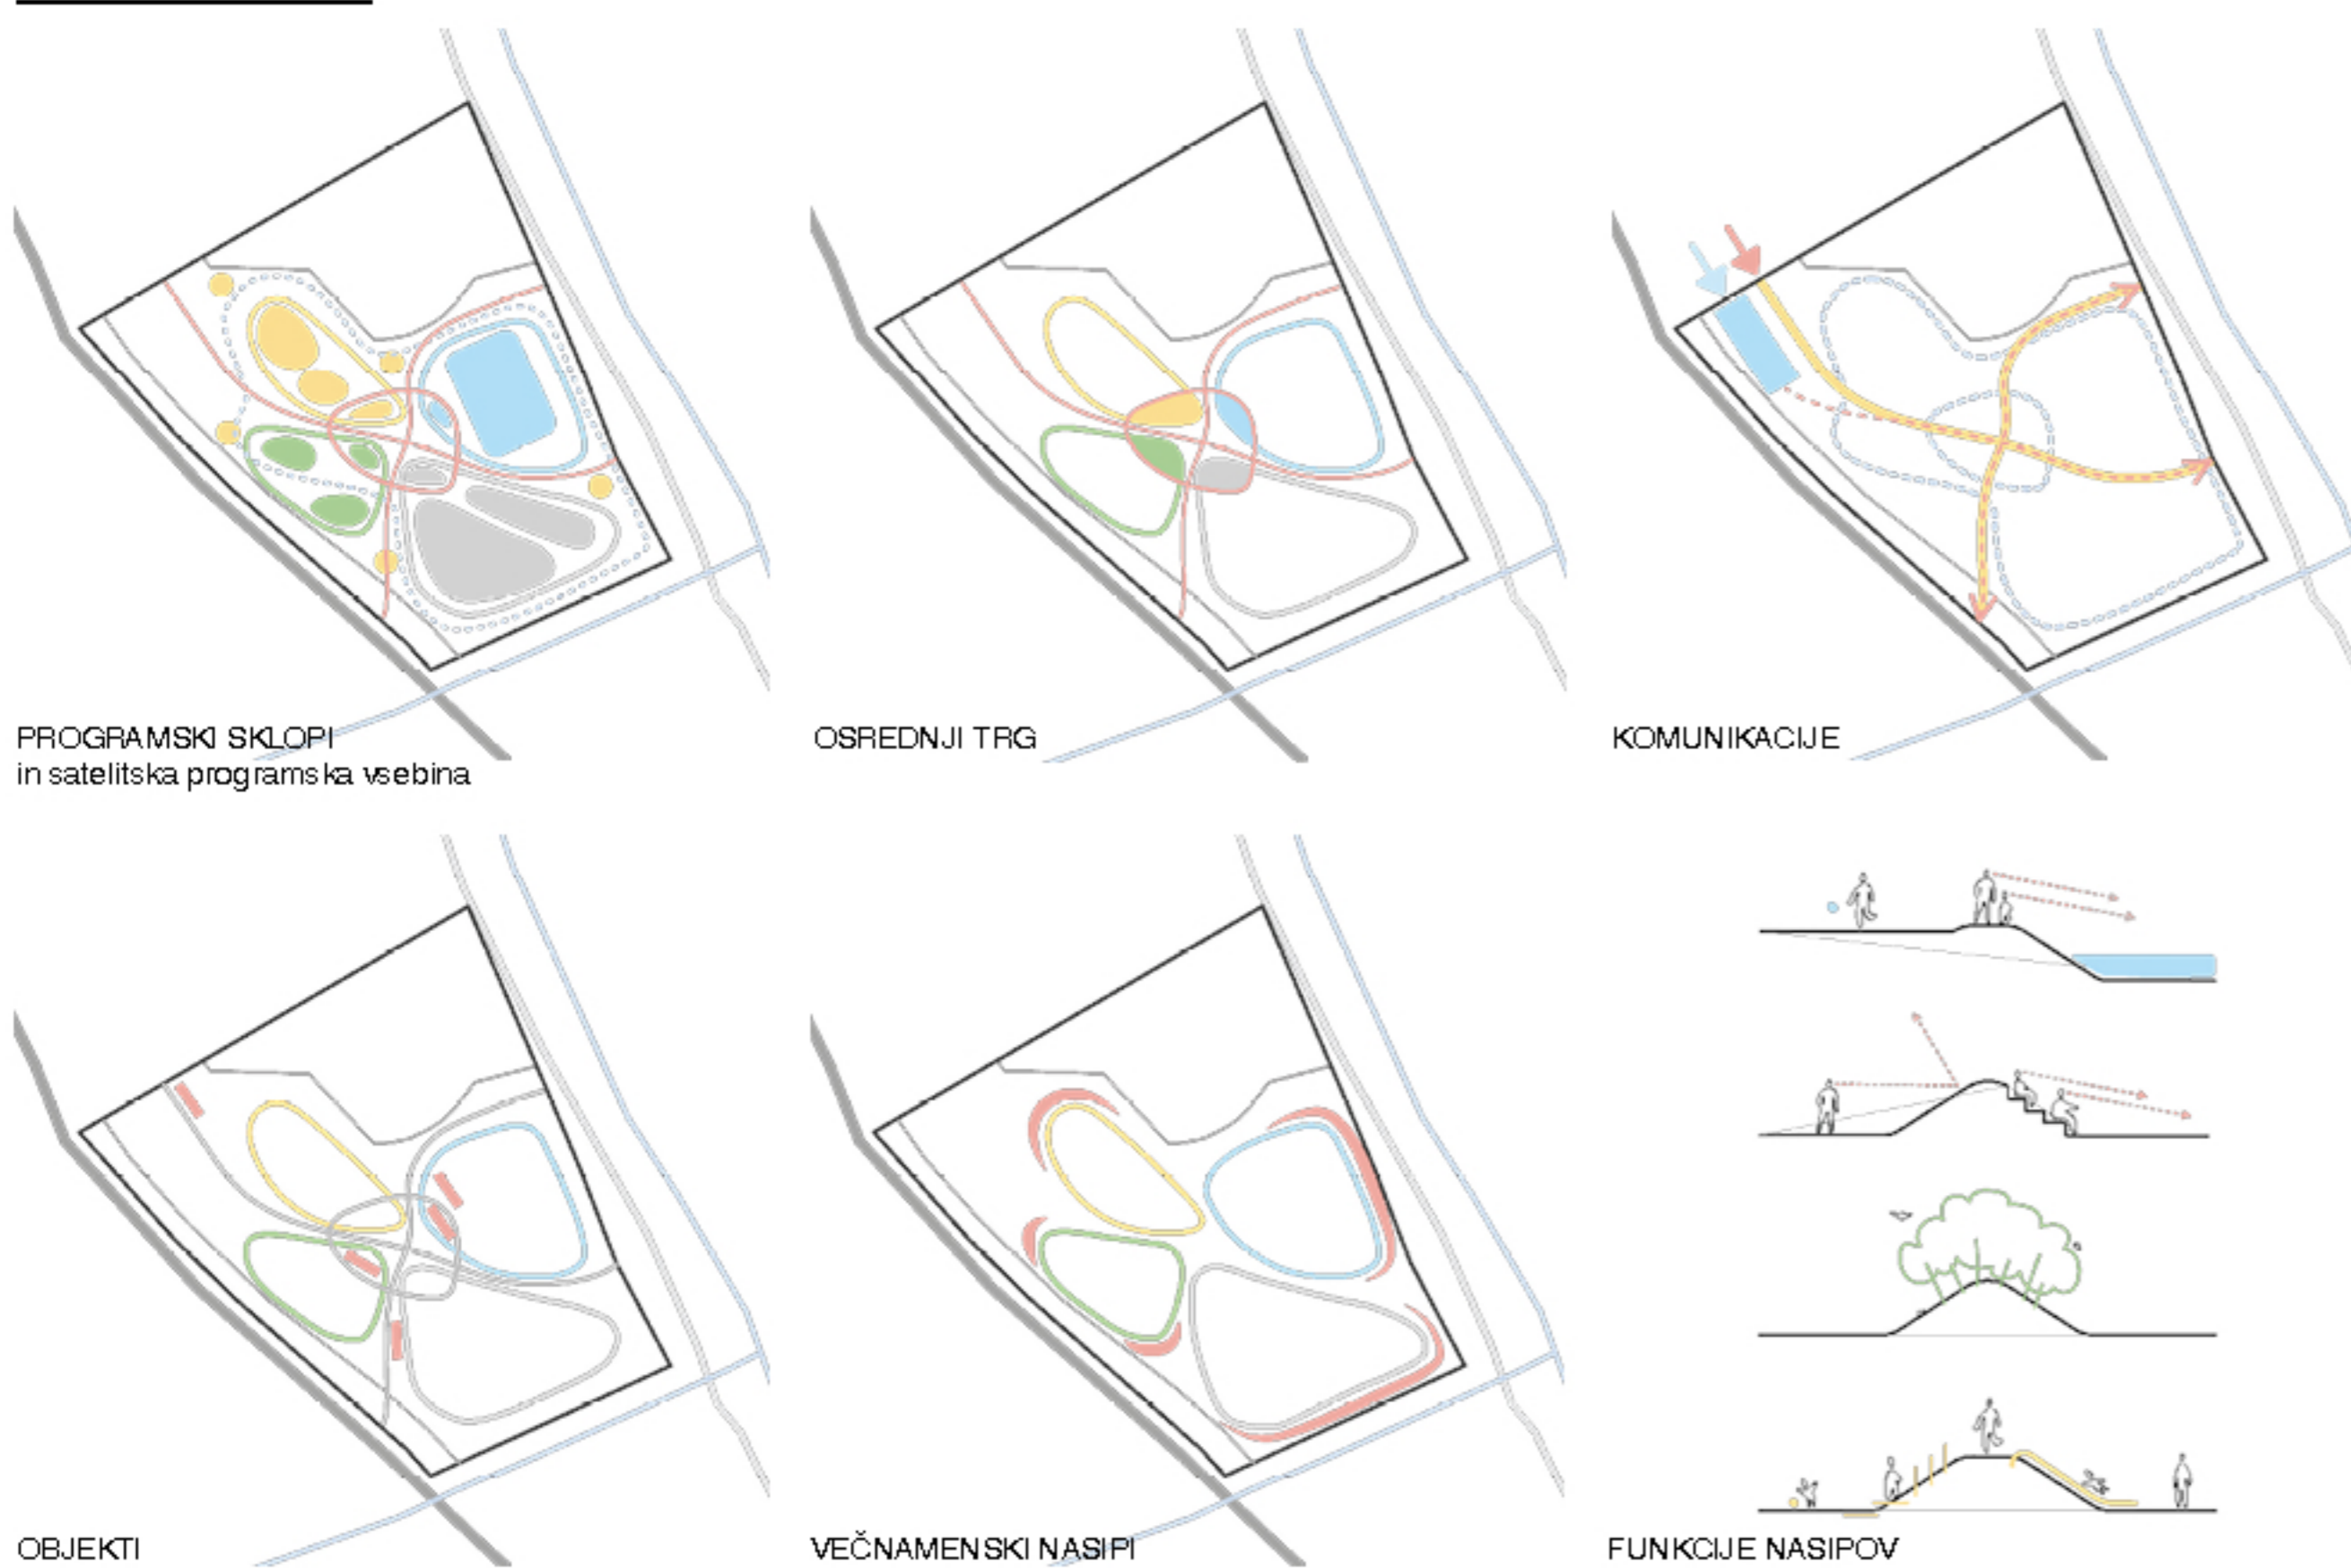 PROGRAMSKI SKLOPI
in satelitska programska vsebina
OSREDNJI TRG
KOMUNIKACIJE
OBJEKTI
VEČNAMENSKI NASIPI
FUNKCIJE NASIPOV